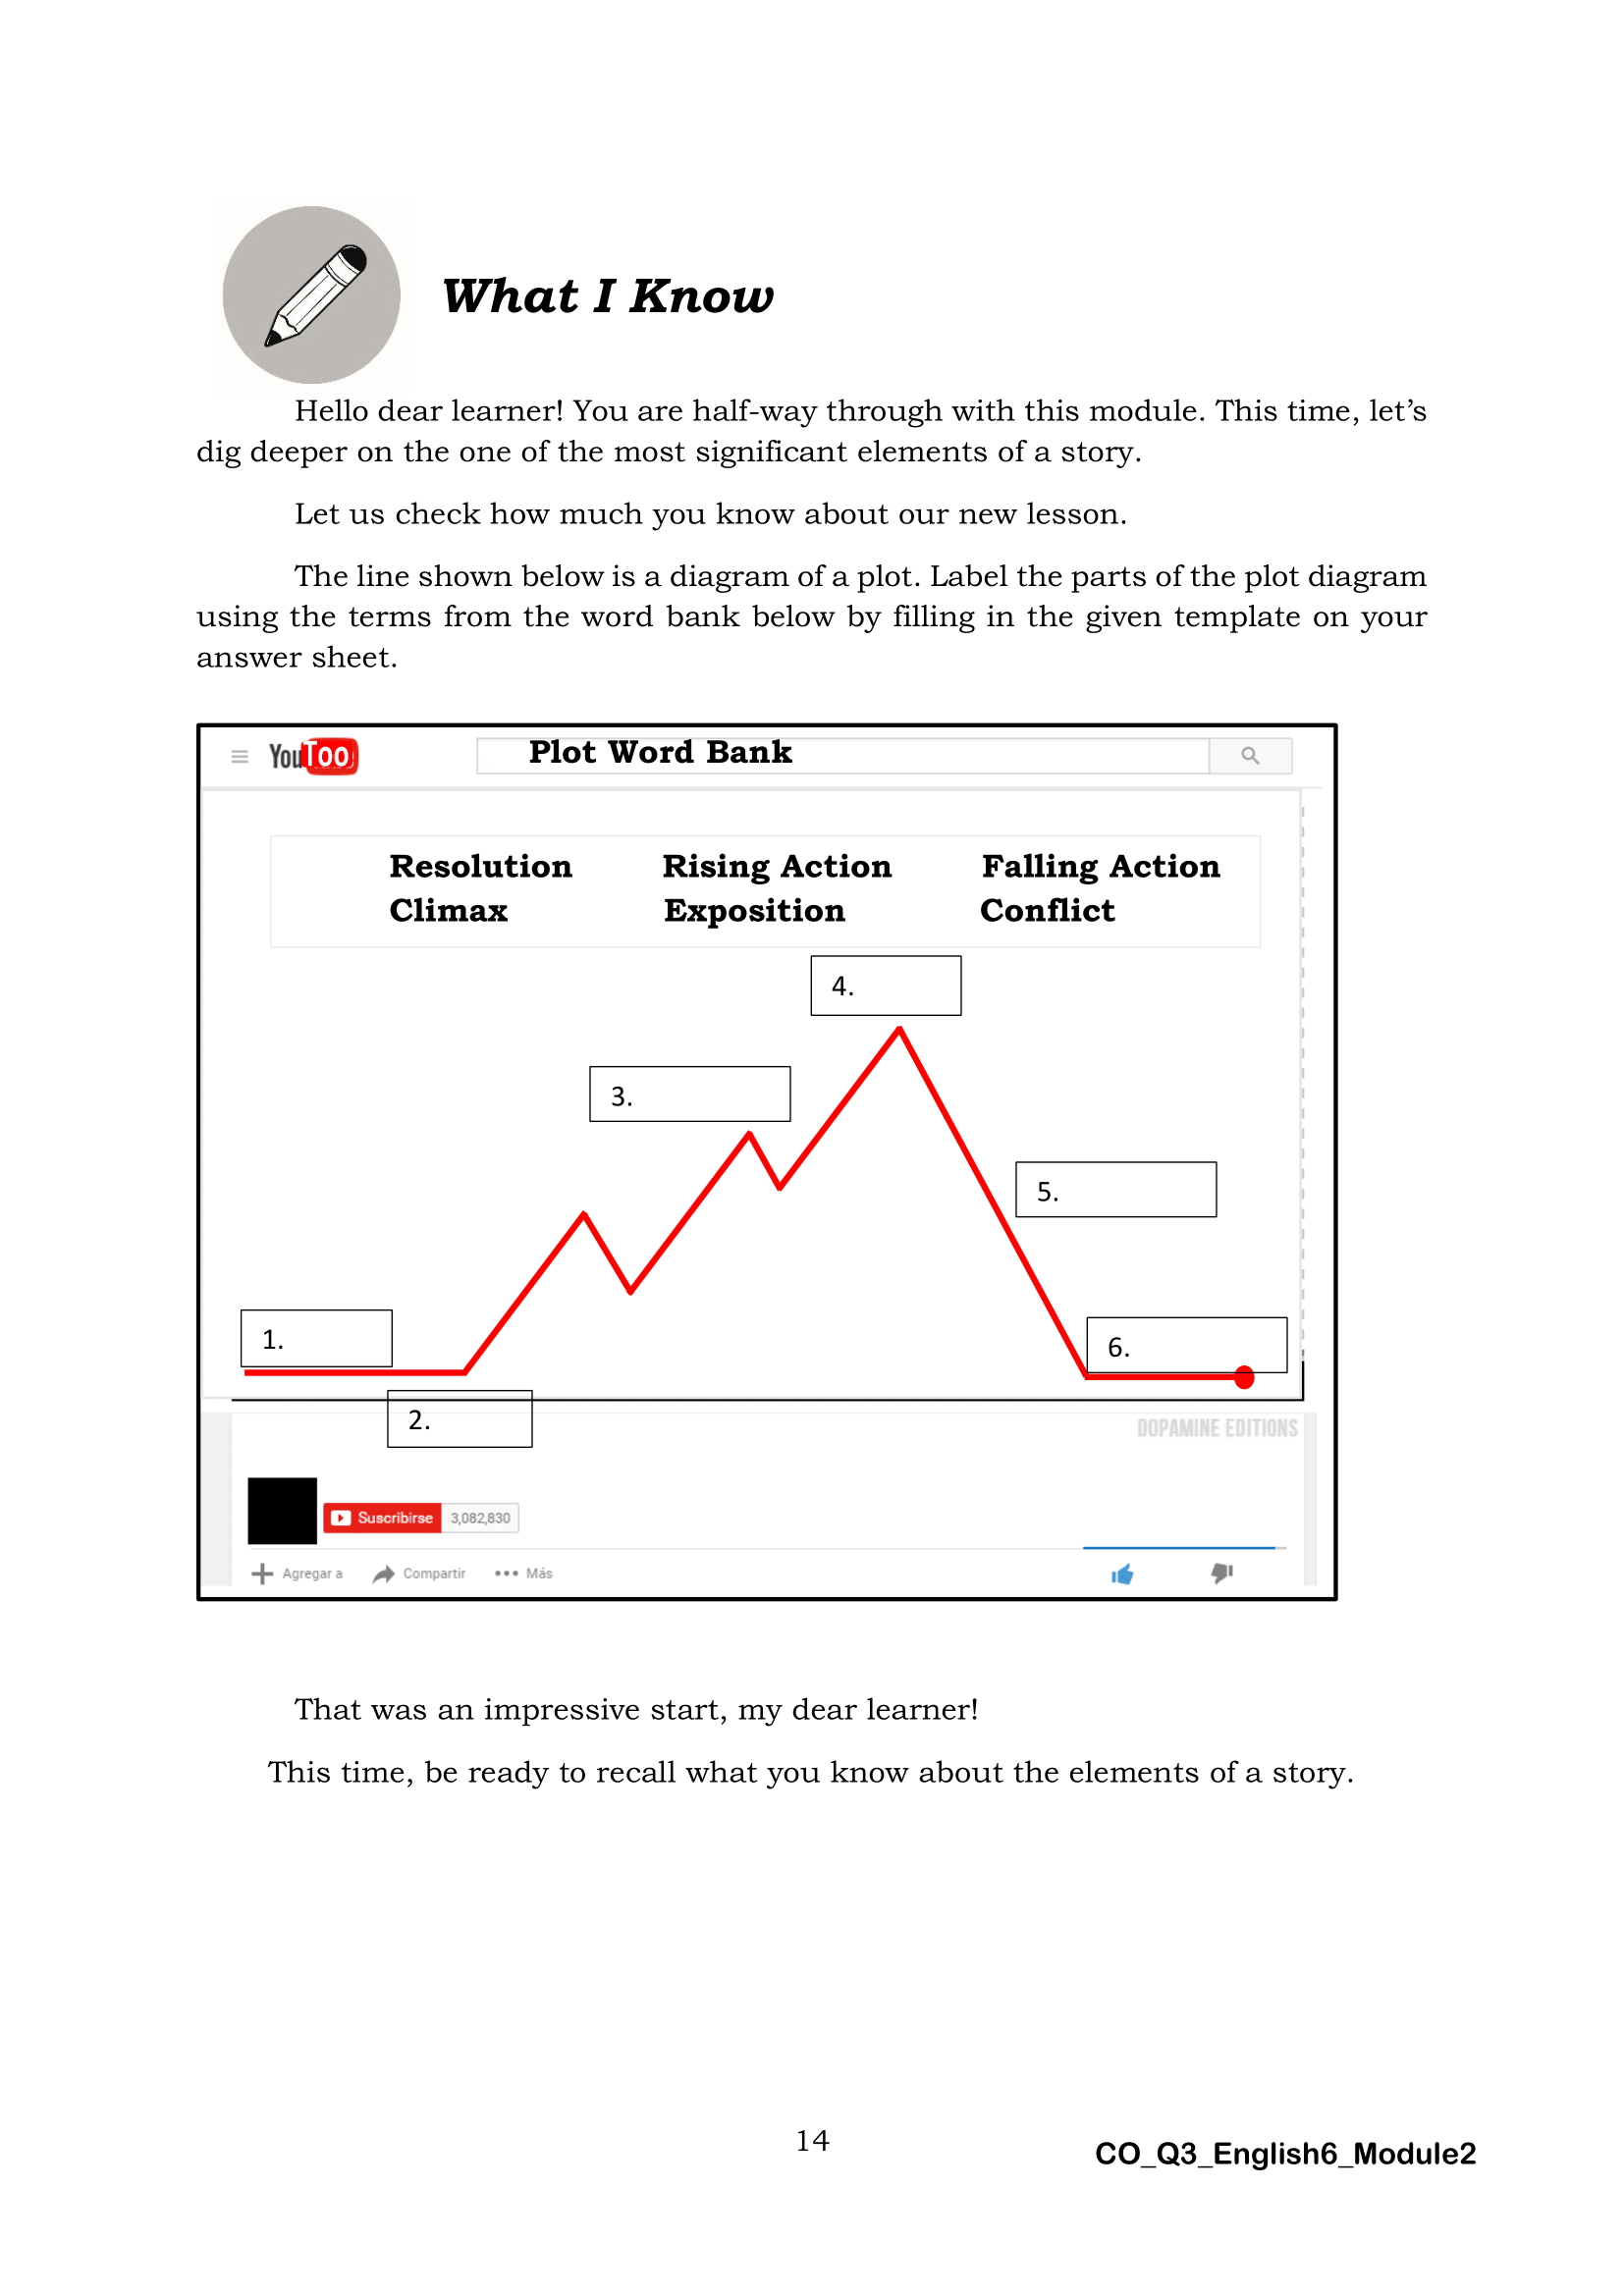 What I Know
Hello dear learner! You are half-way through with this module. This time, let’s
dig deeper on the one of the most significant elements of a story.
Let us check how much you know about our new lesson.
The line shown below is a diagram of a plot. Label the parts of the plot diagram
using the terms from the word bank below by filling in the given template on your
answer sheet.
YouToo
Plot Word Bank
Resolution Rising Action Falling Action
Climax Exposition Conflict
4.
3.
5.
1.
6.
2.
DOPAMINE EDITIONS
Suscribirse 3,082,830
Agregar a Compartir Más
That was an impressive start, my dear learner!
This time, be ready to recall what you know about the elements of a story.
14
CO_Q3_English6_Module2